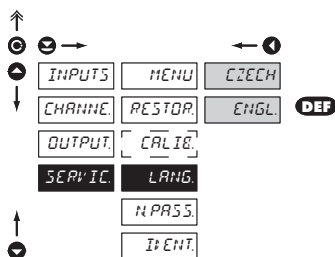 INPUTS MENU CZECH
CHANNE. RESTOR. ENGL. DEF
OUTPUT. CALIB.
SERVIC. LANG.
N.PASS.
IDENT.